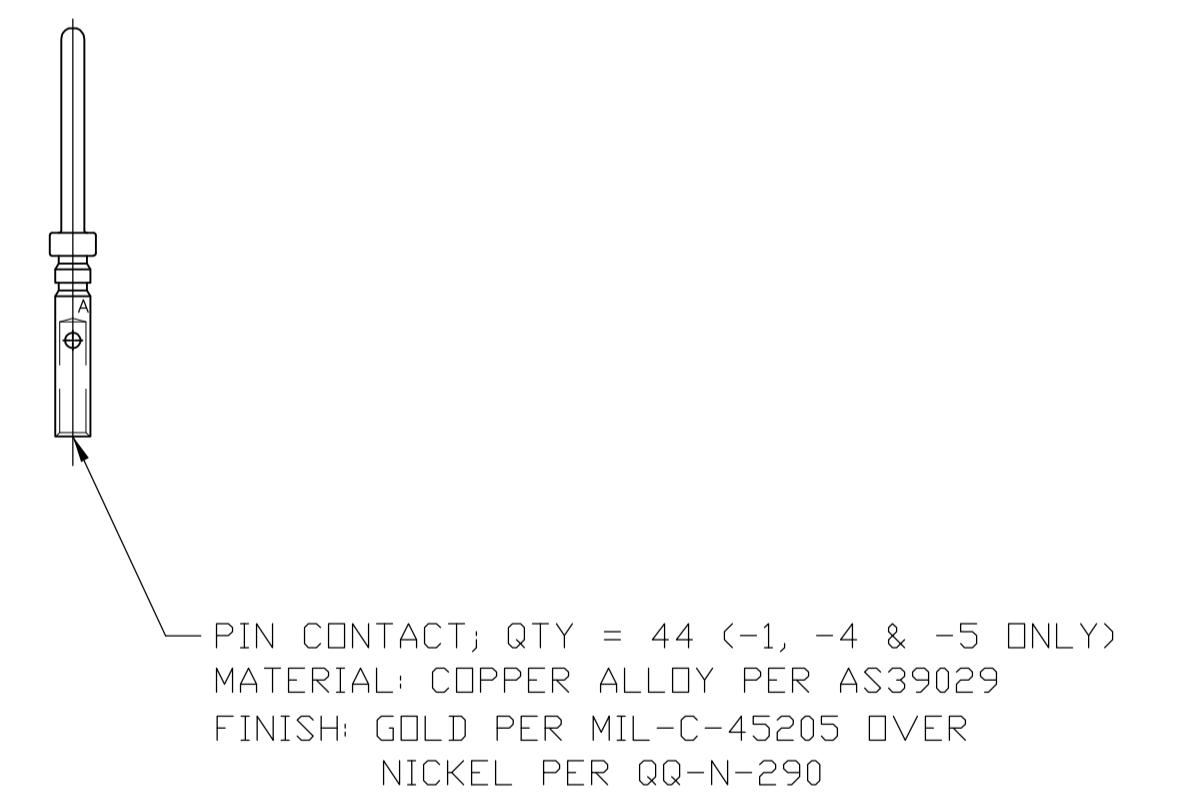 A
PIN CONTACT; QTY = 44 (-1, -4 & -5 ONLY)
MATERIAL: COPPER ALLOY PER AS39029
FINISH: GOLD PER MIL-C-45205 OVER
NICKEL PER QQ-N-290